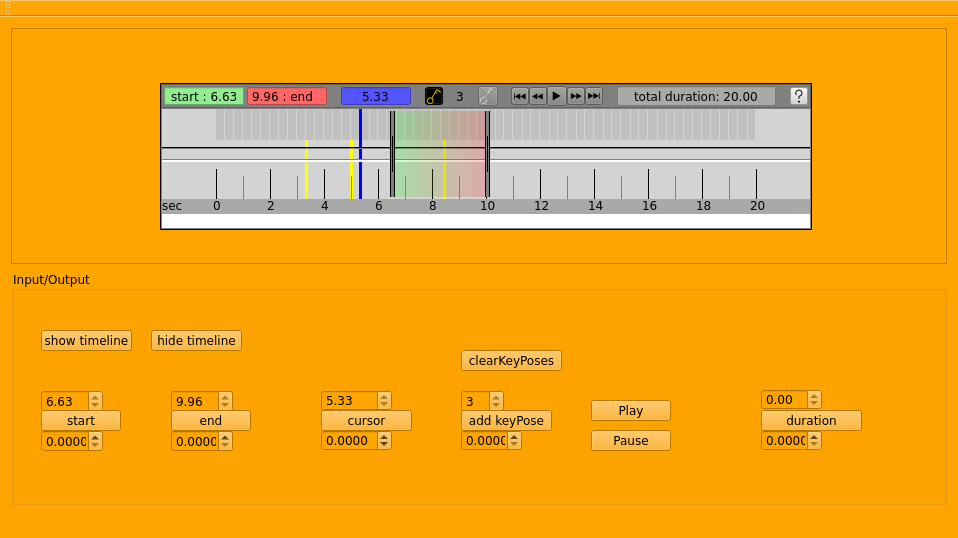 start : 6.63 9.96 : end 5.33 3 total duration: 20.00 ?
sec 0 2 4 6 8 10 12 14 16 18 20
Input/Output
show timeline hide timeline
clearKeyPoses
6.63 9.96 5.33 3 0.00
start end cursor add keyPose Play duration
0.0000 0.0000 0.0000 0.0000 Pause 0.0000